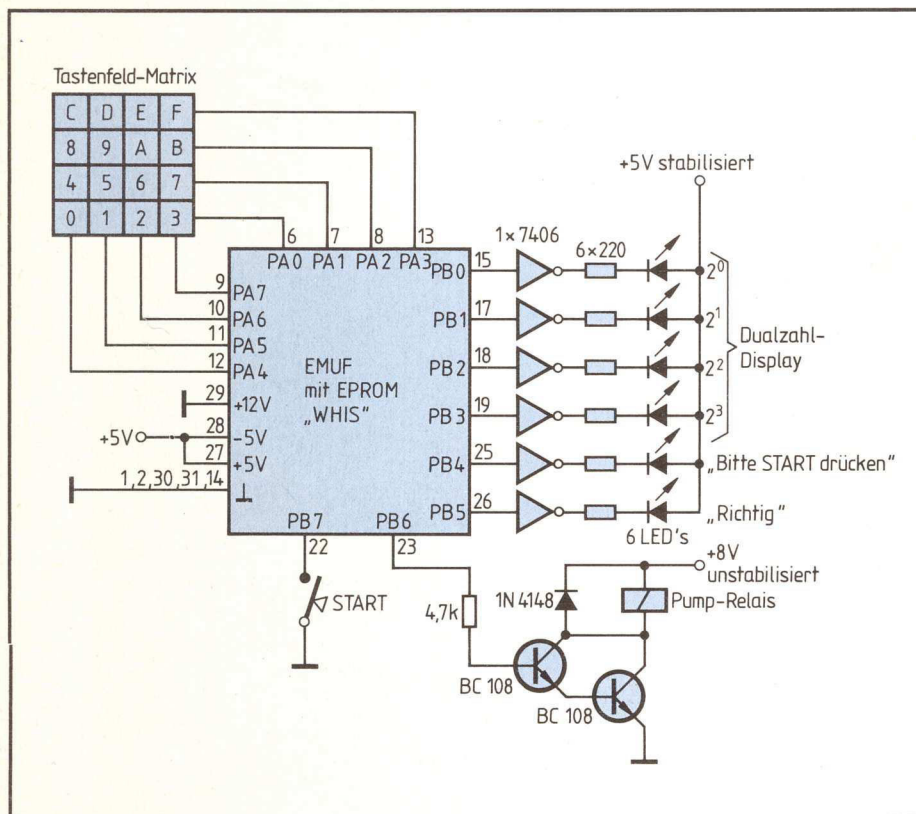 Tastenfeld-Matrix
C D E F
8 9 A B
4 5 6 7
0 1 2 3
+5V stabilisiert
6 7 8 13
PA0 PA1 PA2 PA3
1×7406
6×220
9 PA7
10 PA6
11 PA5
12 PA4
29 +12V
28 -5V
+5V
27 +5V
1,2,30,31,14
EMUF
mit EPROM
„WHIS"
PB0 15
PB1 17
PB2 18
PB3 19
PB4 25
PB5 26
2⁰
2¹
2²
2³
Dualzahl-
Display
„Bitte START drücken"
„Richtig"
6 LED's
PB7 PB6
22 23
START
4,7k
1N 4148
+8V
unstabilisiert
Pump-Relais
BC 108
BC 108